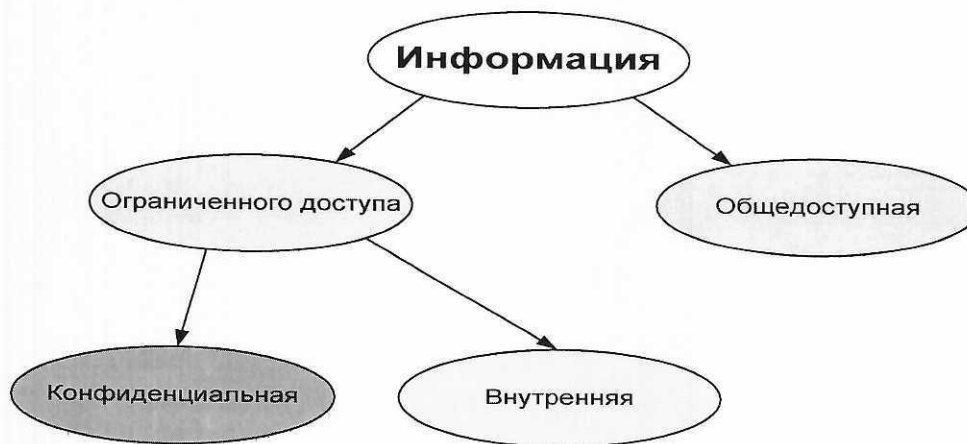 Информация
Ограниченного доступа
Общедоступная
Конфиденциальная
Внутренняя